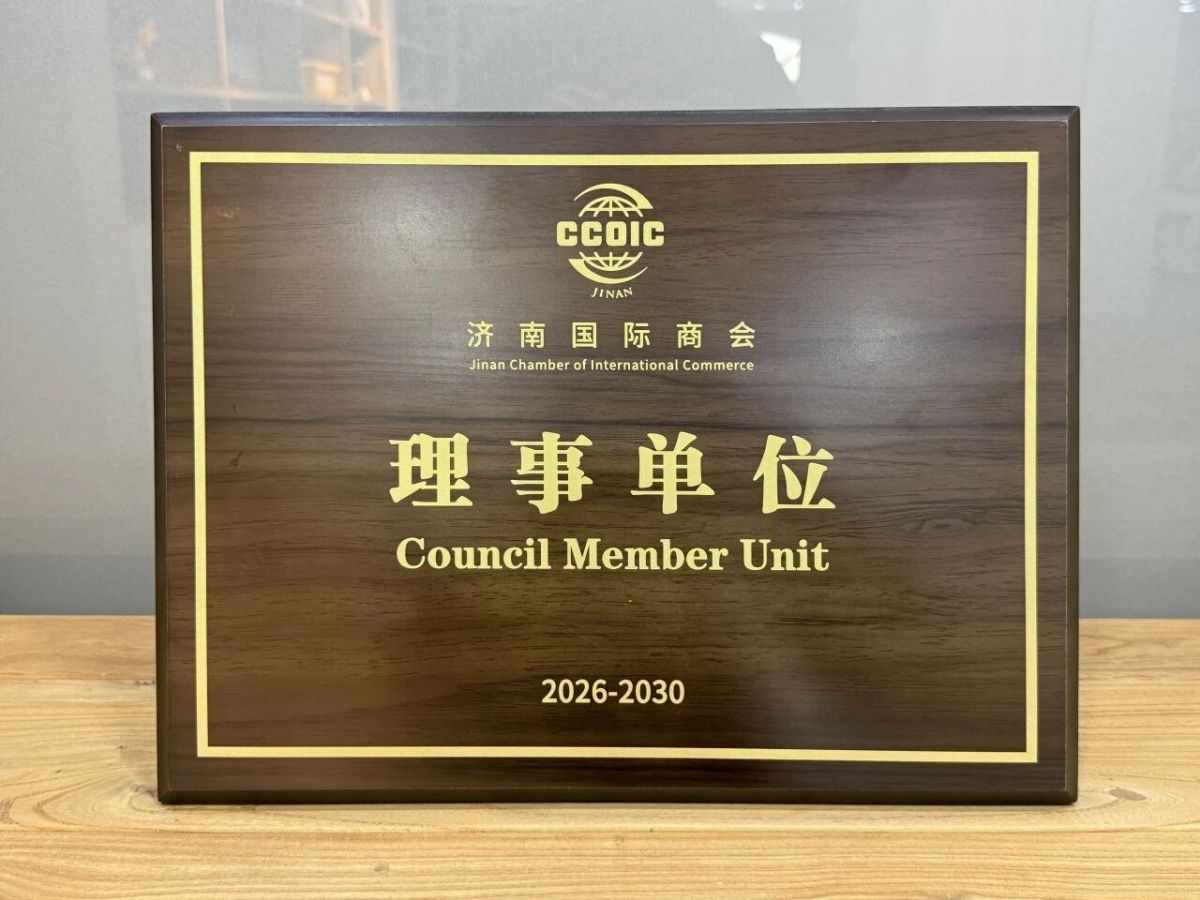 CCOIC
JINAN
济南国际商会
Jinan Chamber of International Commerce
理事单位
Council Member Unit
2026-2030